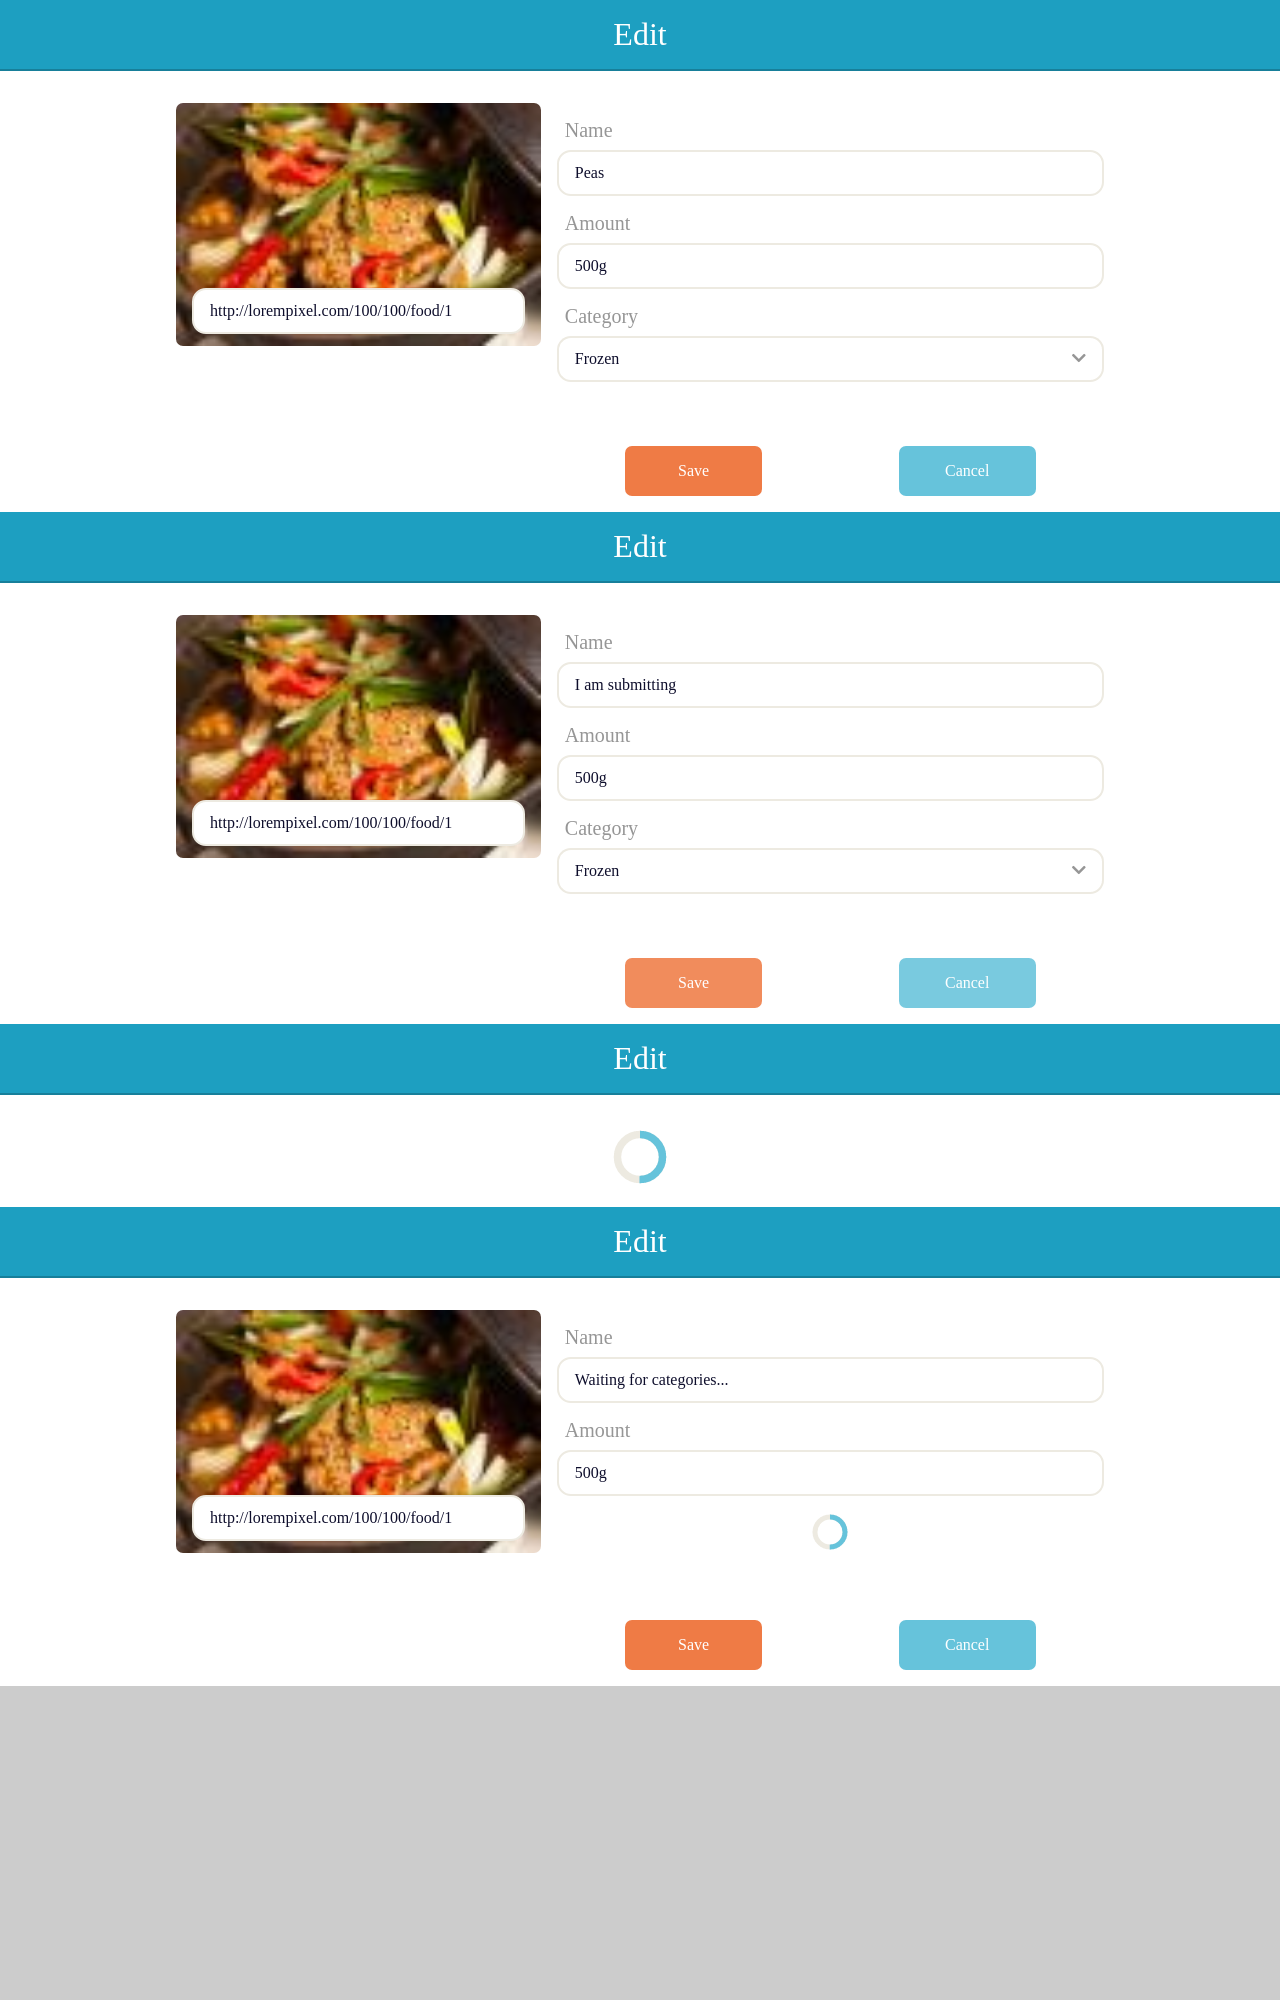 Edit
Name
Peas
Amount
500g
http://lorempixel.com/100/100/food/1
Category
Frozen
Save
Cancel
Edit
Name
I am submitting
Amount
500g
http://lorempixel.com/100/100/food/1
Category
Frozen
Save
Cancel
Edit
Edit
Name
Waiting for categories...
Amount
500g
http://lorempixel.com/100/100/food/1
Save
Cancel